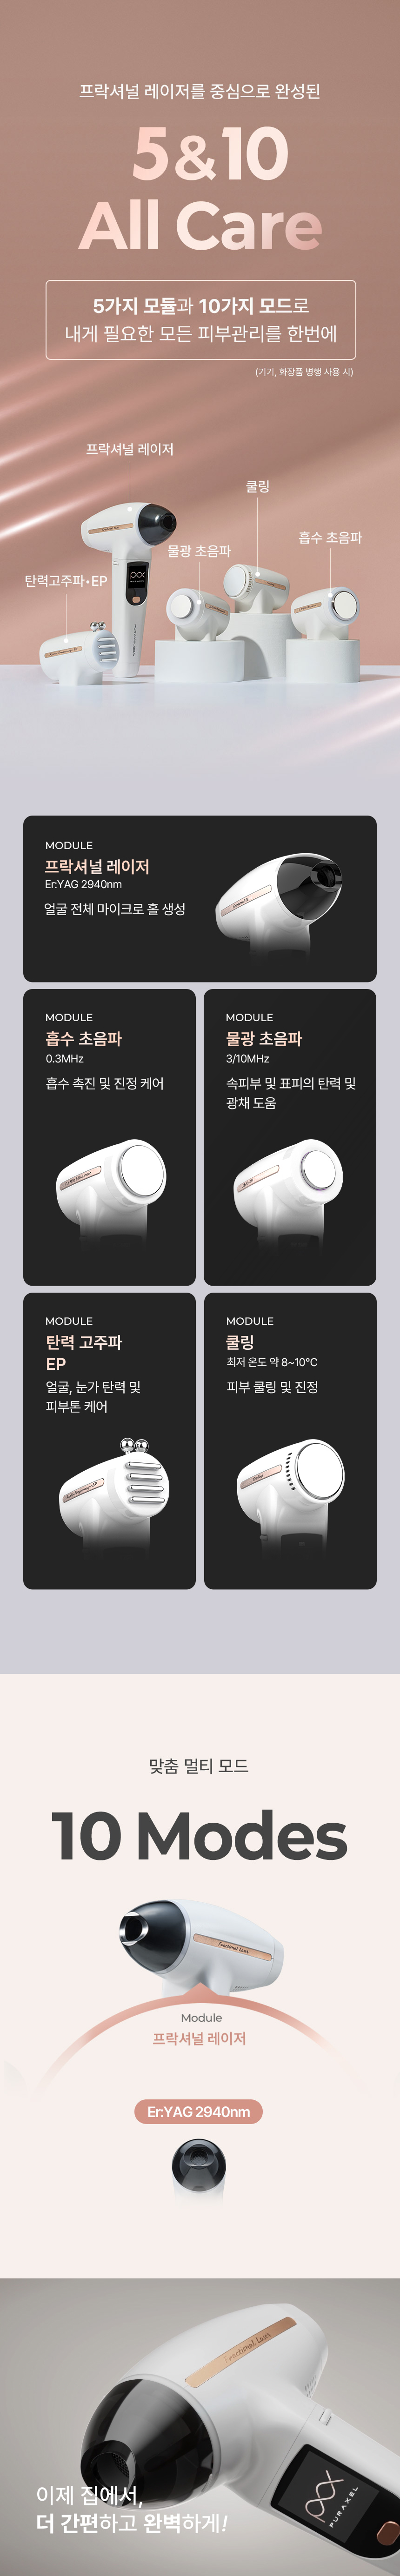 프락셔널 레이저를 중심으로 완성된
5&10
All Care
5가지 모듈과 10가지 모드로
내게 필요한 모든 피부관리를 한번에
(기기, 화장품 병행 사용 시)
프락셔널 레이저
쿨링
흡수 초음파
물광 초음파
탄력고주파•EP
MODULE
프락셔널 레이저
Er:YAG 2940nm
얼굴 전체 마이크로 홀 생성
MODULE
흡수 초음파
0.3MHz
흡수 촉진 및 진정 케어
MODULE
물광 초음파
3/10MHz
속피부 및 표피의 탄력 및
광채 도움
MODULE
탄력 고주파
EP
얼굴, 눈가 탄력 및
피부톤 케어
MODULE
쿨링
최저 온도 약 8~10°C
피부 쿨링 및 진정
맞춤 멀티 모드
10 Modes
Fractional Laser
Module
프락셔널 레이저
Er:YAG 2940nm
Fractional Laser
PURAXEL
이제 집에서,
더 간편하고 완벽하게!